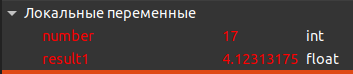 Локальные переменные
number 17 int
result1 4.12313175 float